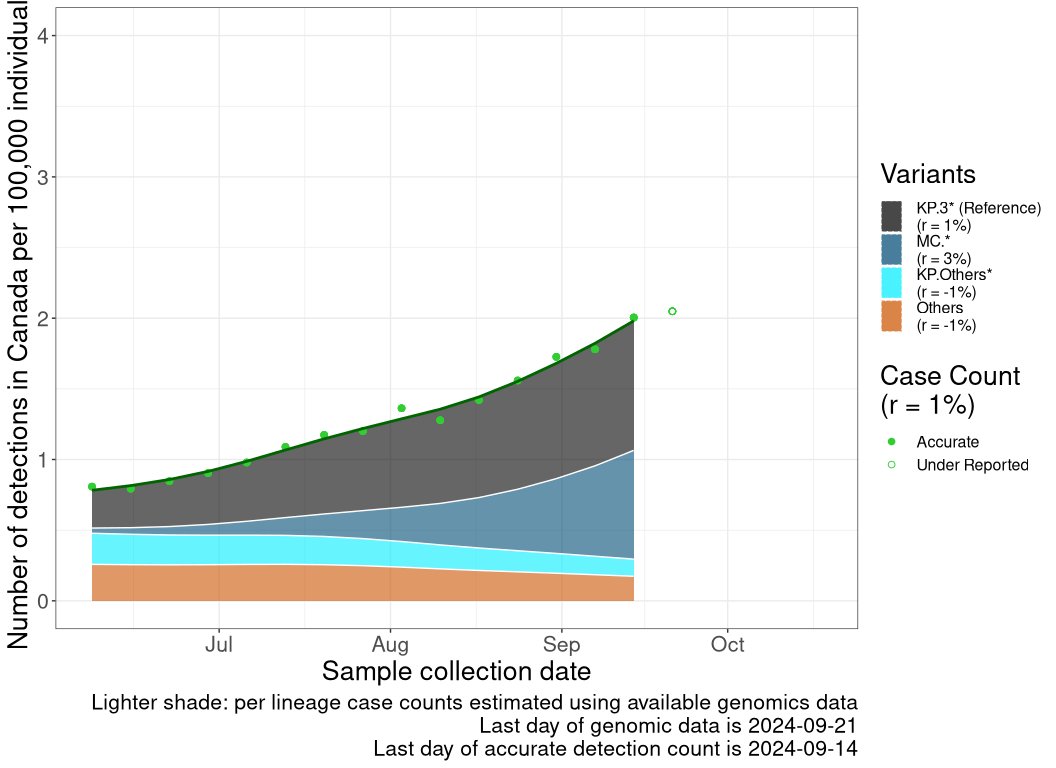 Number of detections in Canada per 100,000 individual
4
3
2
1
0
Jul Aug Sep Oct
Sample collection date
Lighter shade: per lineage case counts estimated using available genomics data
Last day of genomic data is 2024-09-21
Last day of accurate detection count is 2024-09-14
Variants
KP.3* (Reference)
(r = 1%)
MC.*
(r = 3%)
KP.Others*
(r = -1%)
Others
(r = -1%)
Case Count
(r = 1%)
Accurate
Under Reported